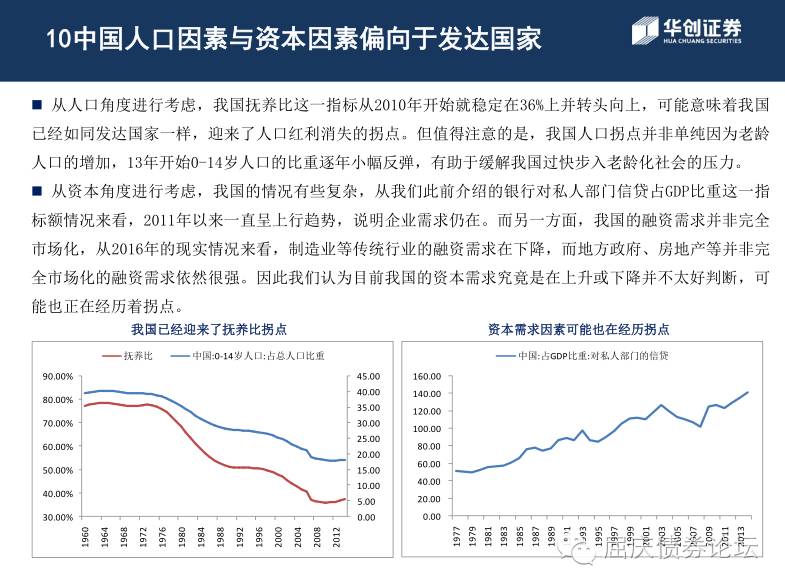 10中国人口因素与资本因素偏向于发达国家
华创证券
HUA CHUANG SECURITIES
从人口角度进行考虑，我国抚养比这一指标从2010年开始就稳定在36%上并转头向上，可能意味着我国
已经如同发达国家一样，迎来了人口红利消失的拐点。但值得注意的是，我国人口拐点并非单纯因为老龄
人口的增加，13年开始0-14岁人口的比重逐年小幅反弹，有助于缓解我国过快步入老龄化社会的压力。
从资本角度进行考虑，我国的情况有些复杂，从我们此前介绍的银行对私人部门信贷占GDP比重这一指
标额情况来看，2011年以来一直呈上行趋势，说明企业需求仍在。而另一方面，我国的融资需求并非完全
市场化，从2016年的现实情况来看，制造业等传统行业的融资需求在下降，而地方政府、房地产等并非完
全市场化的融资需求依然很强。因此我们认为目前我国的资本需求究竟是在上升或下降并不太好判断，可
能也正在经历着拐点。
我国已经迎来了抚养比拐点
抚养比 中国:0-14岁人口:占总人口比重
90.00% 80.00% 70.00% 60.00% 50.00% 40.00% 30.00%
45.00 40.00 35.00 30.00 25.00 20.00 15.00 10.00 5.00 0.00
1960 1964 1968 1972 1976 1980 1984 1988 1992 1996 2000 2004 2008 2012
资本需求因素可能也在经历拐点
中国:占GDP比重:对私人部门的信贷
160.00 140.00 120.00 100.00 80.00 60.00 40.00 20.00 0.00
1977 1979 1981 1983 1985 1987 1989 1991 1993 1995 1997 1999 2001 2003 2005 2007 2009 2011 2013
屈庆债券论坛